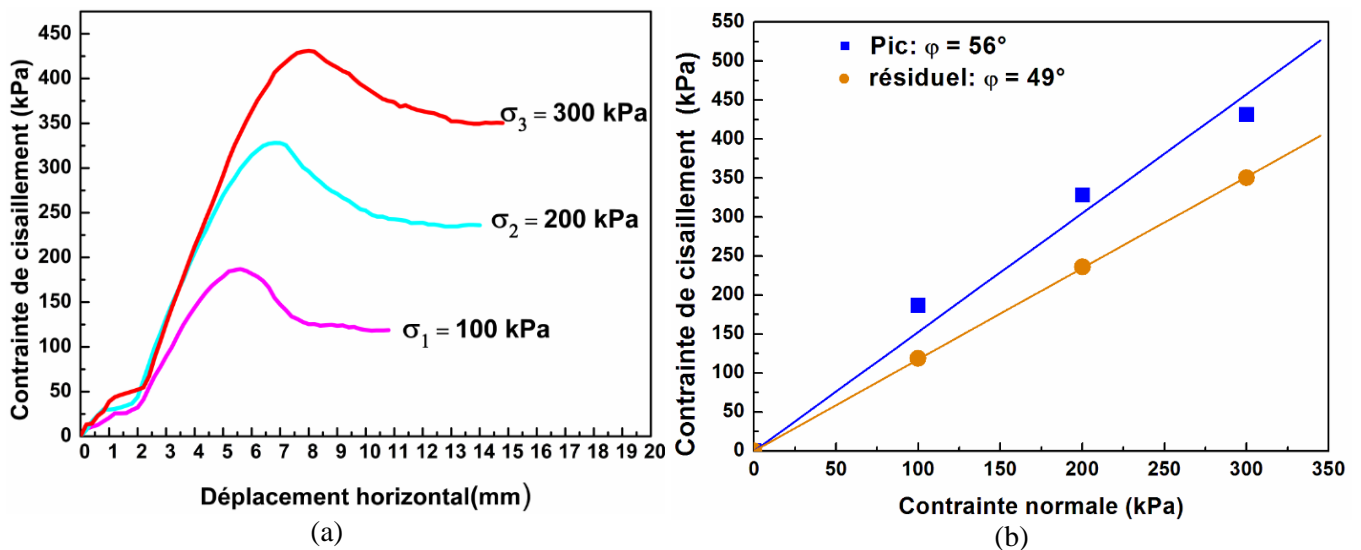 Contrainte de cisaillement (kPa)
450
400
350
300
250
200
150
100
50
0
σ3 = 300 kPa
σ2 = 200 kPa
σ1 = 100 kPa
0 1 2 3 4 5 6 7 8 9 10 11 12 13 14 15 16 17 18 19 20
Déplacement horizontal(mm)
(a)
Contrainte de cisaillement (kPa)
550
500
450
400
350
300
250
200
150
100
50
0
Pic: φ = 56°
résiduel: φ = 49°
0 50 100 150 200 250 300 350
Contrainte normale (kPa)
(b)